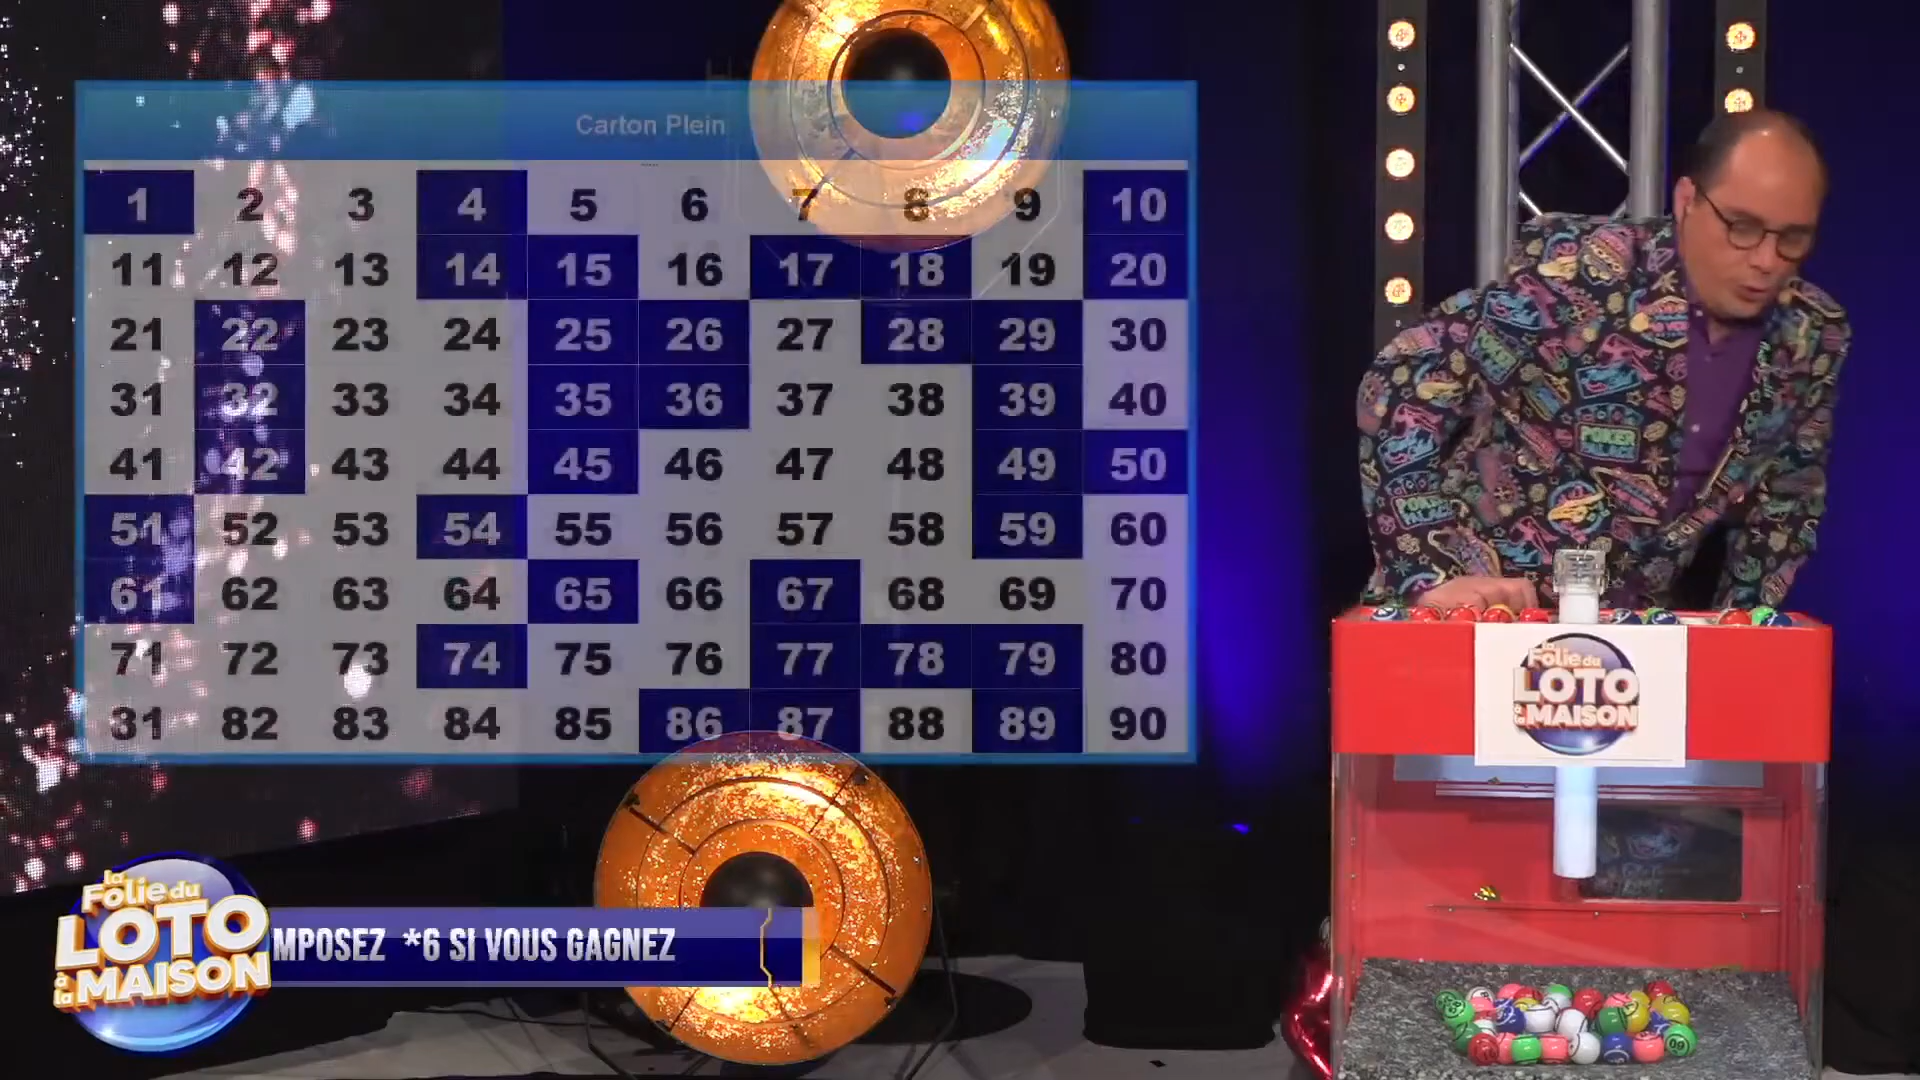 Carton Plein
1 2 3 4 5 6 7 8 9 10
11 12 13 14 15 16 17 18 19 20
21 22 23 24 25 26 27 28 29 30
31 32 33 34 35 36 37 38 39 40
41 42 43 44 45 46 47 48 49 50
51 52 53 54 55 56 57 58 59 60
61 62 63 64 65 66 67 68 69 70
71 72 73 74 75 76 77 78 79 80
81 82 83 84 85 86 87 88 89 90
POKER
PALACE
la
Folie du
LOTO
à la
MAISON
la
Folie du
LOTO
à la
MAISON
MPOSEZ *6 SI VOUS GAGNEZ